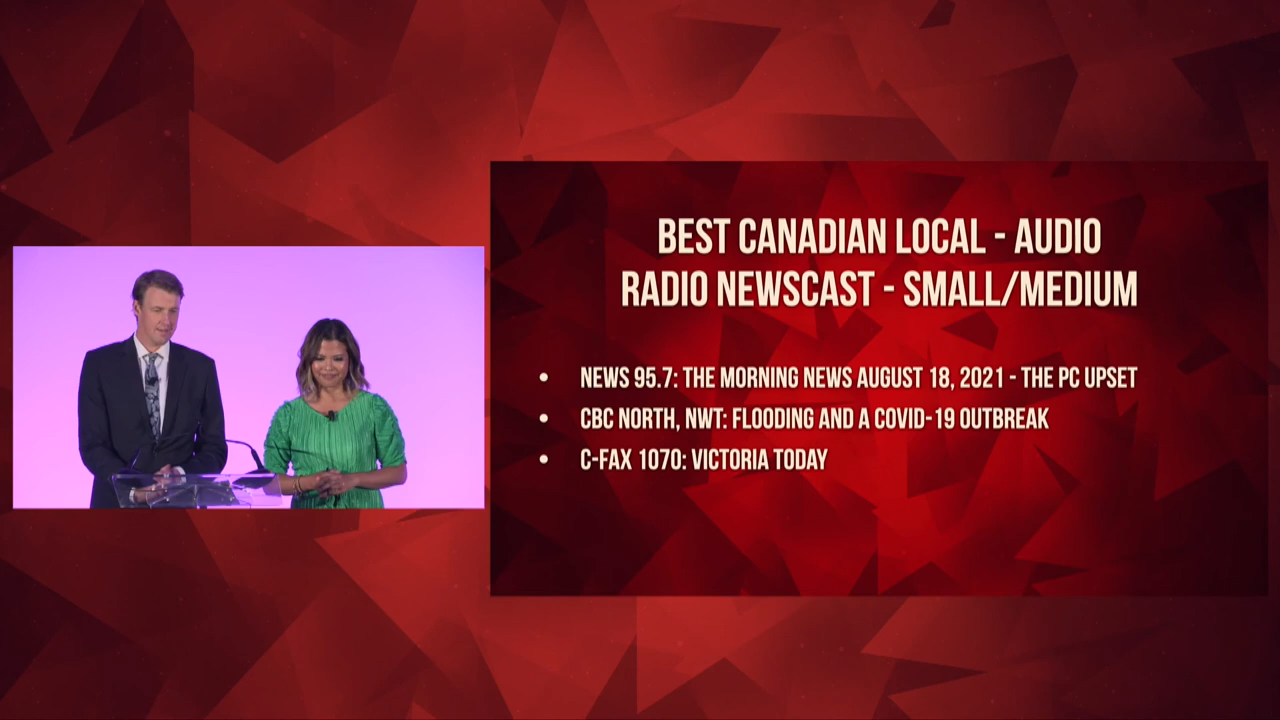 BEST CANADIAN LOCAL - AUDIO
RADIO NEWSCAST - SMALL/MEDIUM
• NEWS 95.7: THE MORNING NEWS AUGUST 18, 2021 - THE PC UPSET
• CBC NORTH, NWT: FLOODING AND A COVID-19 OUTBREAK
• C-FAX 1070: VICTORIA TODAY